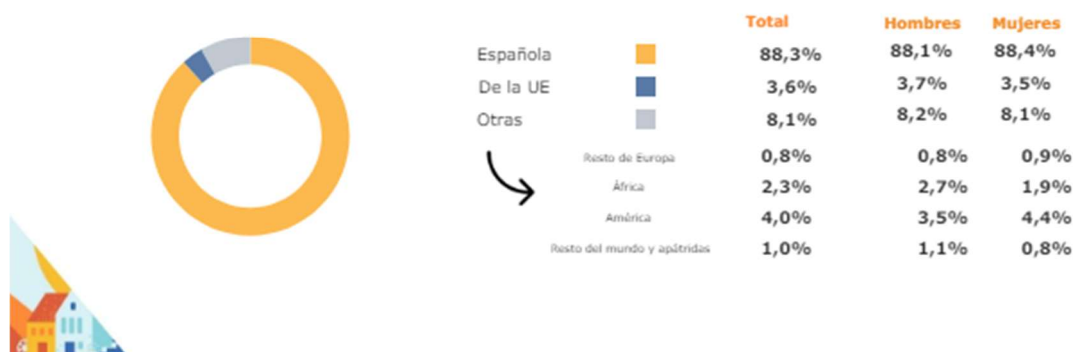 Total Hombres Mujeres
Española 88,3% 88,1% 88,4%
De la UE 3,6% 3,7% 3,5%
Otras 8,1% 8,2% 8,1%
Resto de Europa 0,8% 0,8% 0,9%
África 2,3% 2,7% 1,9%
América 4,0% 3,5% 4,4%
Resto del mundo y apátridas 1,0% 1,1% 0,8%